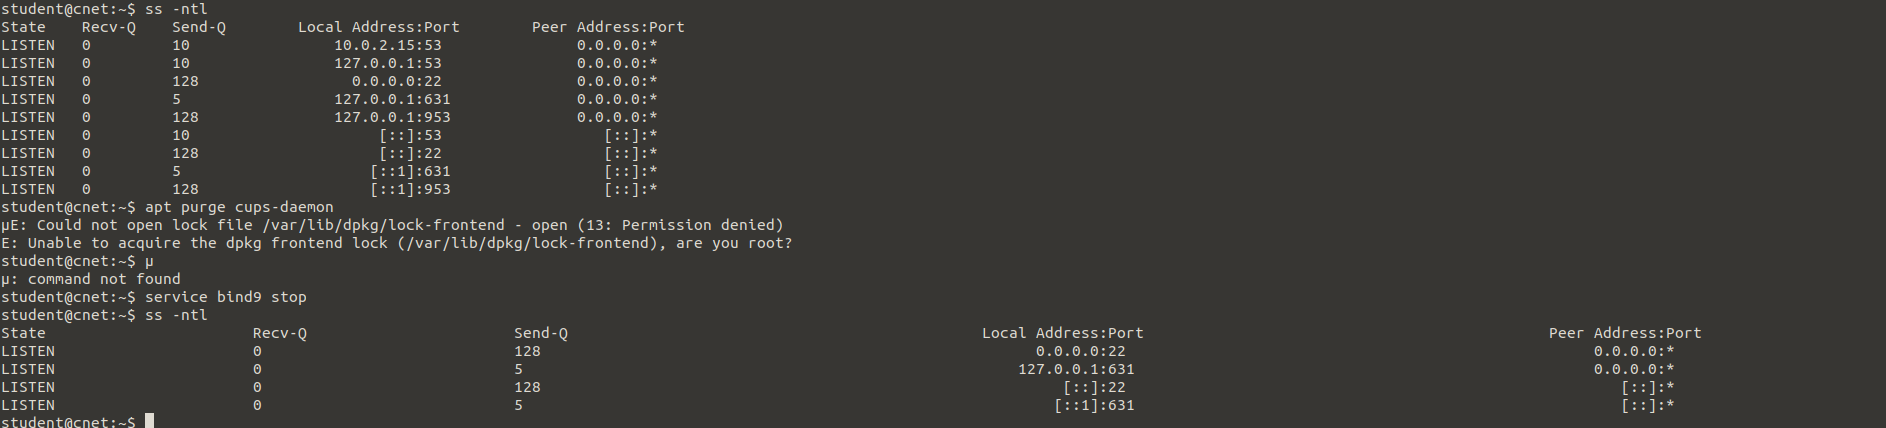 student@cnet:~$ ss -ntl
State Recv-Q Send-Q Local Address:Port Peer Address:Port
LISTEN 0 10 10.0.2.15:53 0.0.0.0:*
LISTEN 0 10 127.0.0.1:53 0.0.0.0:*
LISTEN 0 128 0.0.0.0:22 0.0.0.0:*
LISTEN 0 5 127.0.0.1:631 0.0.0.0:*
LISTEN 0 128 127.0.0.1:953 0.0.0.0:*
LISTEN 0 10 [::]:53 [::]:*
LISTEN 0 128 [::]:22 [::]:*
LISTEN 0 5 [::1]:631 [::]:*
LISTEN 0 128 [::1]:953 [::]:*
student@cnet:~$ apt purge cups-daemon
µE: Could not open lock file /var/lib/dpkg/lock-frontend - open (13: Permission denied)
E: Unable to acquire the dpkg frontend lock (/var/lib/dpkg/lock-frontend), are you root?
student@cnet:~$ µ
µ: command not found
student@cnet:~$ service bind9 stop
student@cnet:~$ ss -ntl
State Recv-Q Send-Q Local Address:Port Peer Address:Port
LISTEN 0 128 0.0.0.0:22 0.0.0.0:*
LISTEN 0 5 127.0.0.1:631 0.0.0.0:*
LISTEN 0 128 [::]:22 [::]:*
LISTEN 0 5 [::1]:631 [::]:*
student@cnet:~$